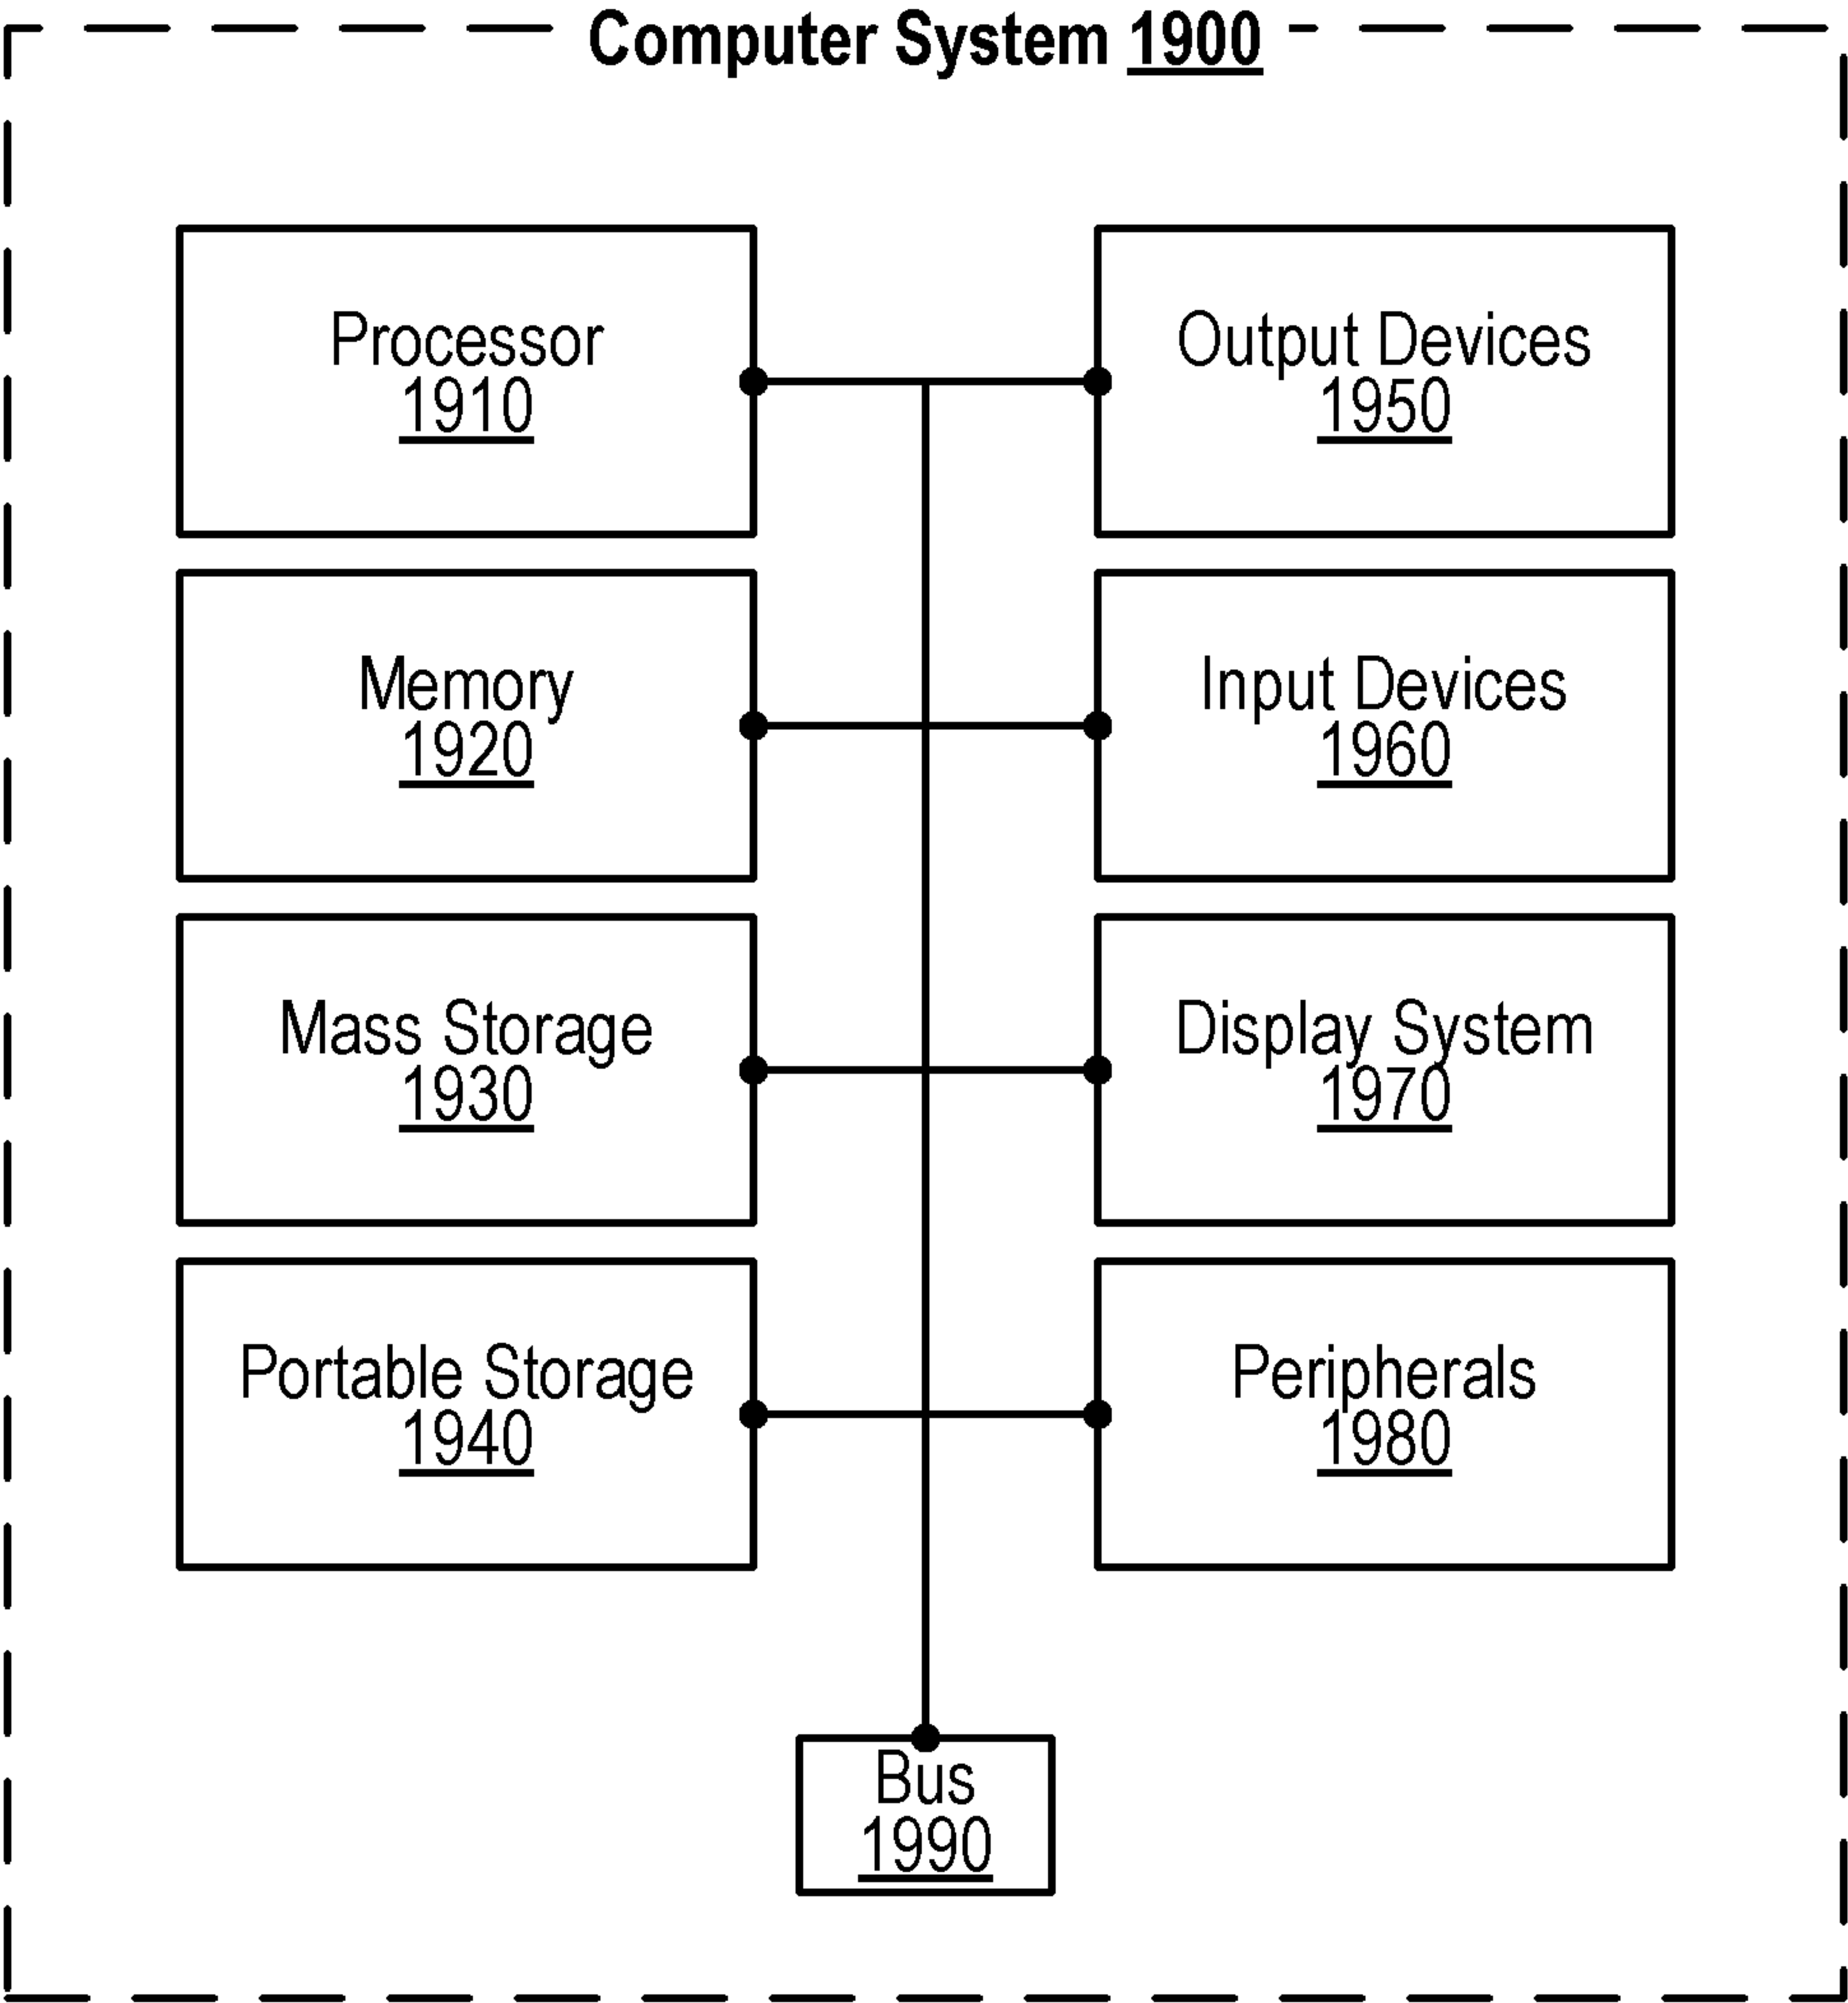 Computer System 1900
Processor
1910
Output Devices
1950
Memory
1920
Input Devices
1960
Mass Storage
1930
Display System
1970
Portable Storage
1940
Peripherals
1980
Bus
1990